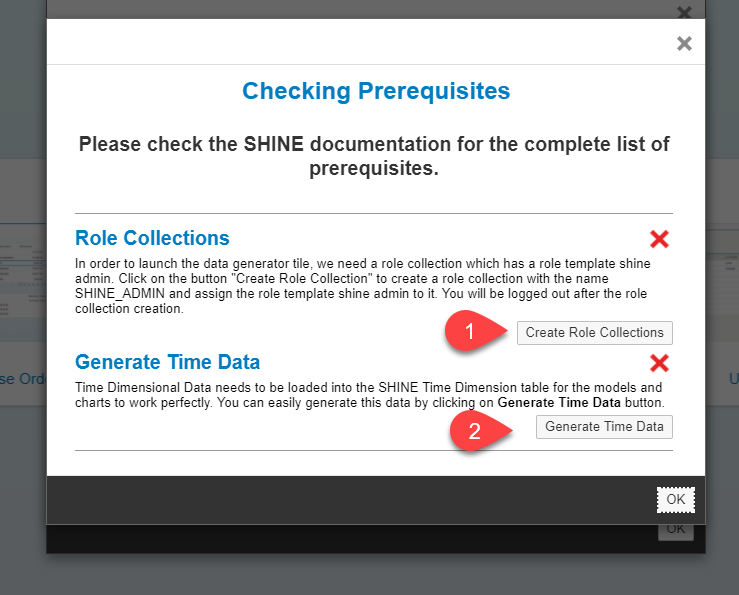 Checking Prerequisites
Please check the SHINE documentation for the complete list of
prerequisites.
Role Collections
In order to launch the data generator tile, we need a role collection which has a role template shine
admin. Click on the button "Create Role Collection" to create a role collection with the name
SHINE_ADMIN and assign the role template shine admin to it. You will be logged out after the role
collection creation.
1
Create Role Collections
Generate Time Data
Time Dimensional Data needs to be loaded into the SHINE Time Dimension table for the models and
charts to work perfectly. You can easily generate this data by clicking on Generate Time Data button.
2
Generate Time Data
se Ord
U
OK
OK